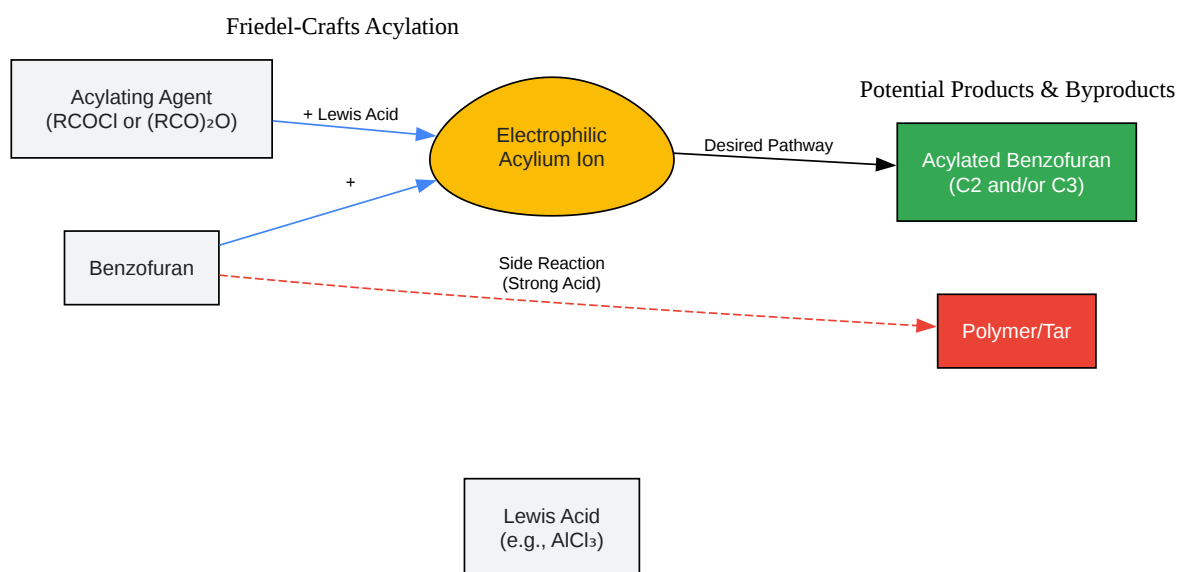 Friedel-Crafts Acylation
Acylating Agent
(RCOCl or (RCO)₂O)
+ Lewis Acid
Electrophilic
Acylium Ion
Desired Pathway
Potential Products & Byproducts
Acylated Benzofuran
(C2 and/or C3)
+
Benzofuran
Side Reaction
(Strong Acid)
Polymer/Tar
Lewis Acid
(e.g., AlCl₃)